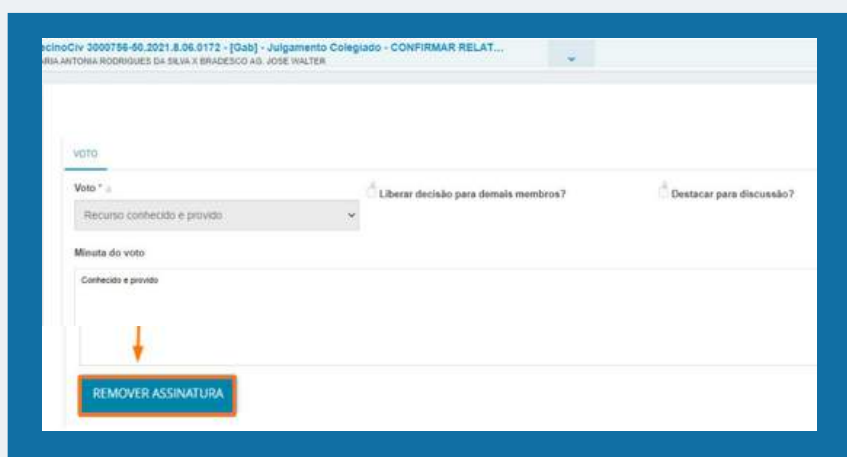 ecinoCiv 3000756-60.2021.8.06.0172 - [Gab] - Julgamento Colegiado - CONFIRMAR RELAT...
ARIA ANTONIA RODRIGUES DA SILVA X BRADESCO AG. JOSE WALTER
VOTO
Voto *
Liberar decisão para demais membros?
Destacar para discussão?
Recurso conhecido e provido
Minuta do voto
Conhecido e provido
REMOVER ASSINATURA